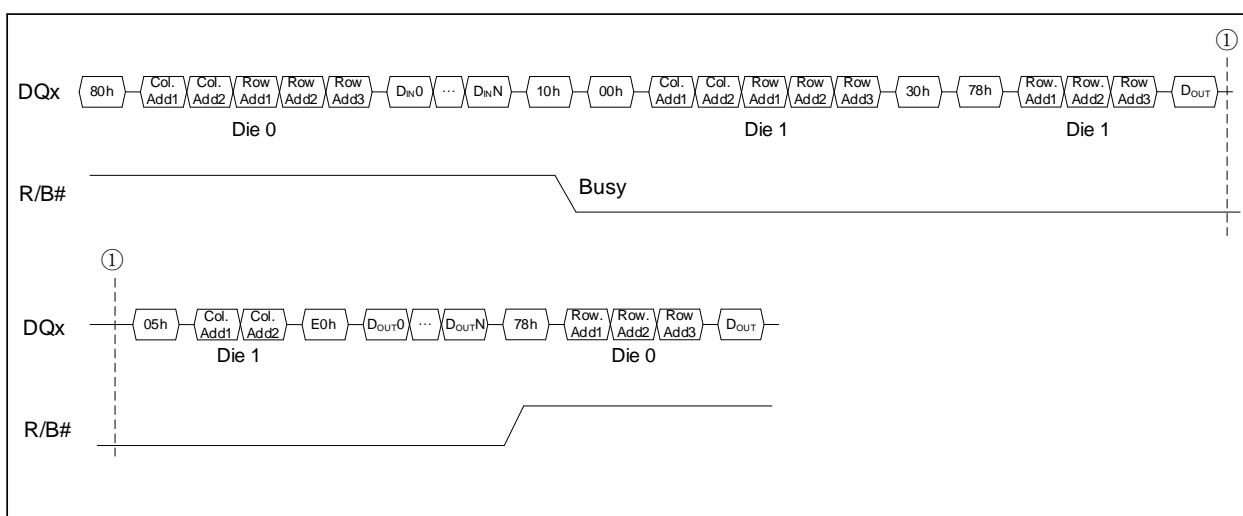 ①
DQx 80h Col. Add1 Col. Add2 Row Add1 Row Add2 Row Add3 DIN0 ... DINN 10h 00h Col. Add1 Col. Add2 Row Add1 Row Add2 Row Add3 30h 78h Row. Add1 Row. Add2 Row Add3 DOUT
Die 0 Die 1 Die 1
R/B# Busy
①
DQx 05h Col. Add1 Col. Add2 E0h DOUT0 ... DOUTN 78h Row. Add1 Row. Add2 Row Add3 DOUT
Die 1 Die 0
R/B#